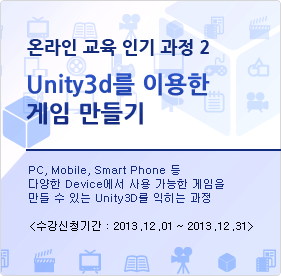 온라인 교육 인기 과정 2
Unity3d를 이용한
게임 만들기
PC, Mobile, Smart Phone 등
다양한 Device에서 사용 가능한 게임을
만들 수 있는 Unity3D를 익히는 과정
<수강신청기간 : 2013 .12 .01 ~ 2013 .12 .31>